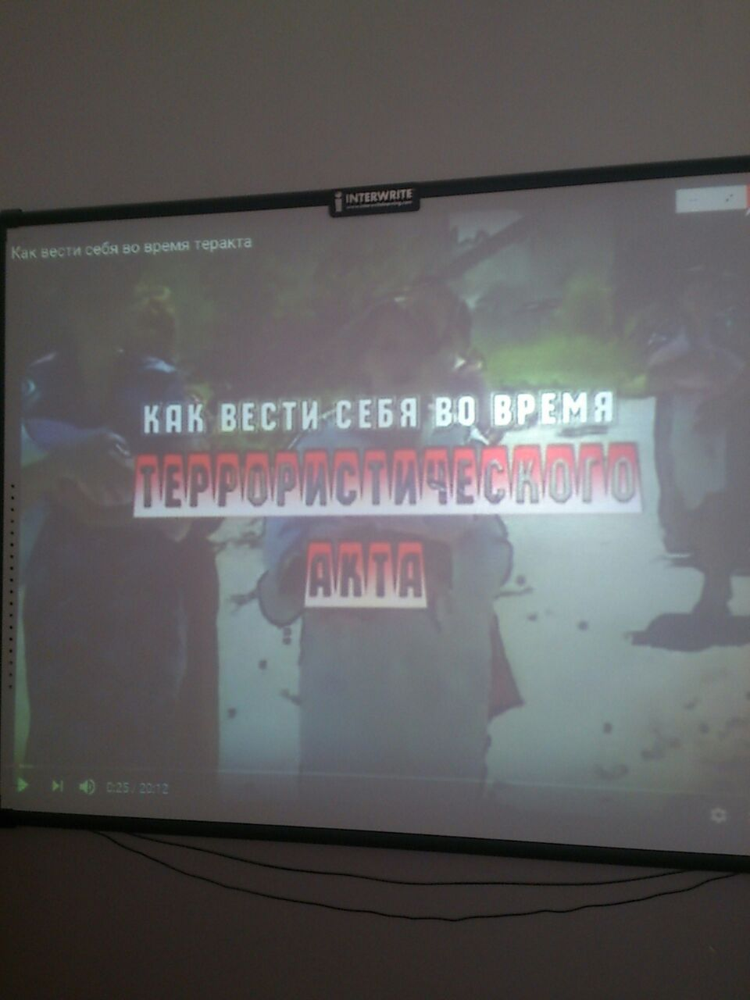 INTERWRITE
Как вести себя во время теракта
КАК ВЕСТИ СЕБЯ ВО ВРЕМЯ
ТЕРРОРИСТИЧЕСКОГО
АКТА
0:25 / 20:12